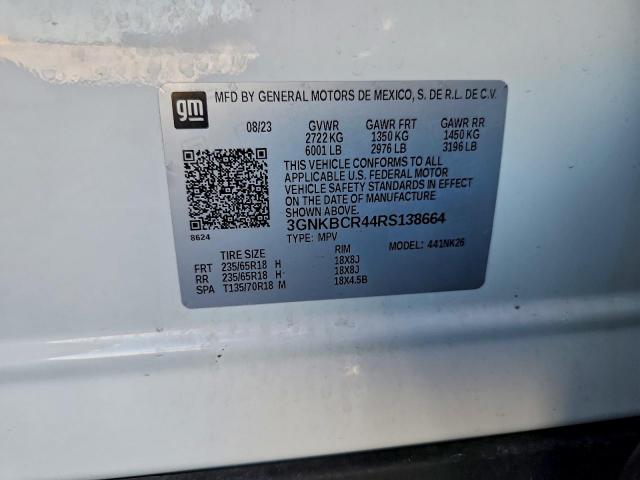 gm MFD BY GENERAL MOTORS DE MEXICO, S. DE R.L. DE C.V.
08/23 GVWR GAWR FRT GAWR RR
2722 KG 1350 KG 1450 KG
6001 LB 2976 LB 3196 LB
THIS VEHICLE CONFORMS TO ALL
APPLICABLE U.S. FEDERAL MOTOR
VEHICLE SAFETY STANDARDS IN EFFECT
ON THE DATE OF MANUFACTURE
SHOWN ABOVE.
3GNKBCR44RS138664
8624 TYPE: MPV MODEL: 441NK26
TIRE SIZE RIM
FRT 235/65R18 H 18X8J
RR 235/65R18 H 18X8J
SPA T135/70R18 M 18X4.5B